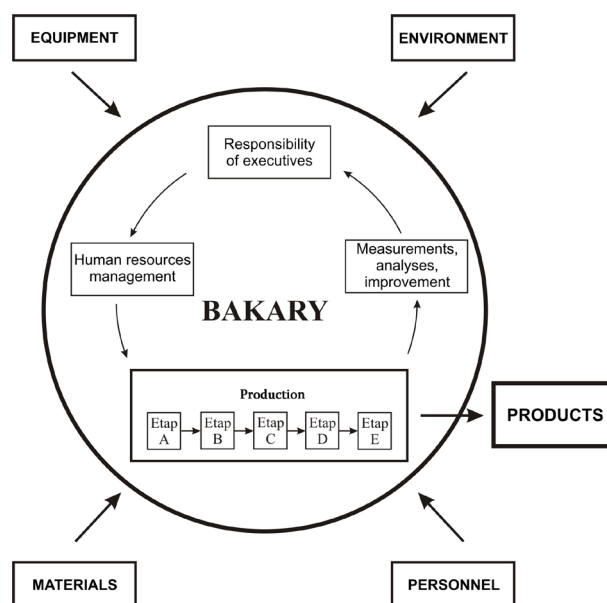 EQUIPMENT
ENVIRONMENT
Responsibility
of executives
Human resources
management
Measurements,
analyses,
improvement
BAKARY
Production
Etap
A
Etap
B
Etap
C
Etap
D
Etap
E
PRODUCTS
MATERIALS
PERSONNEL